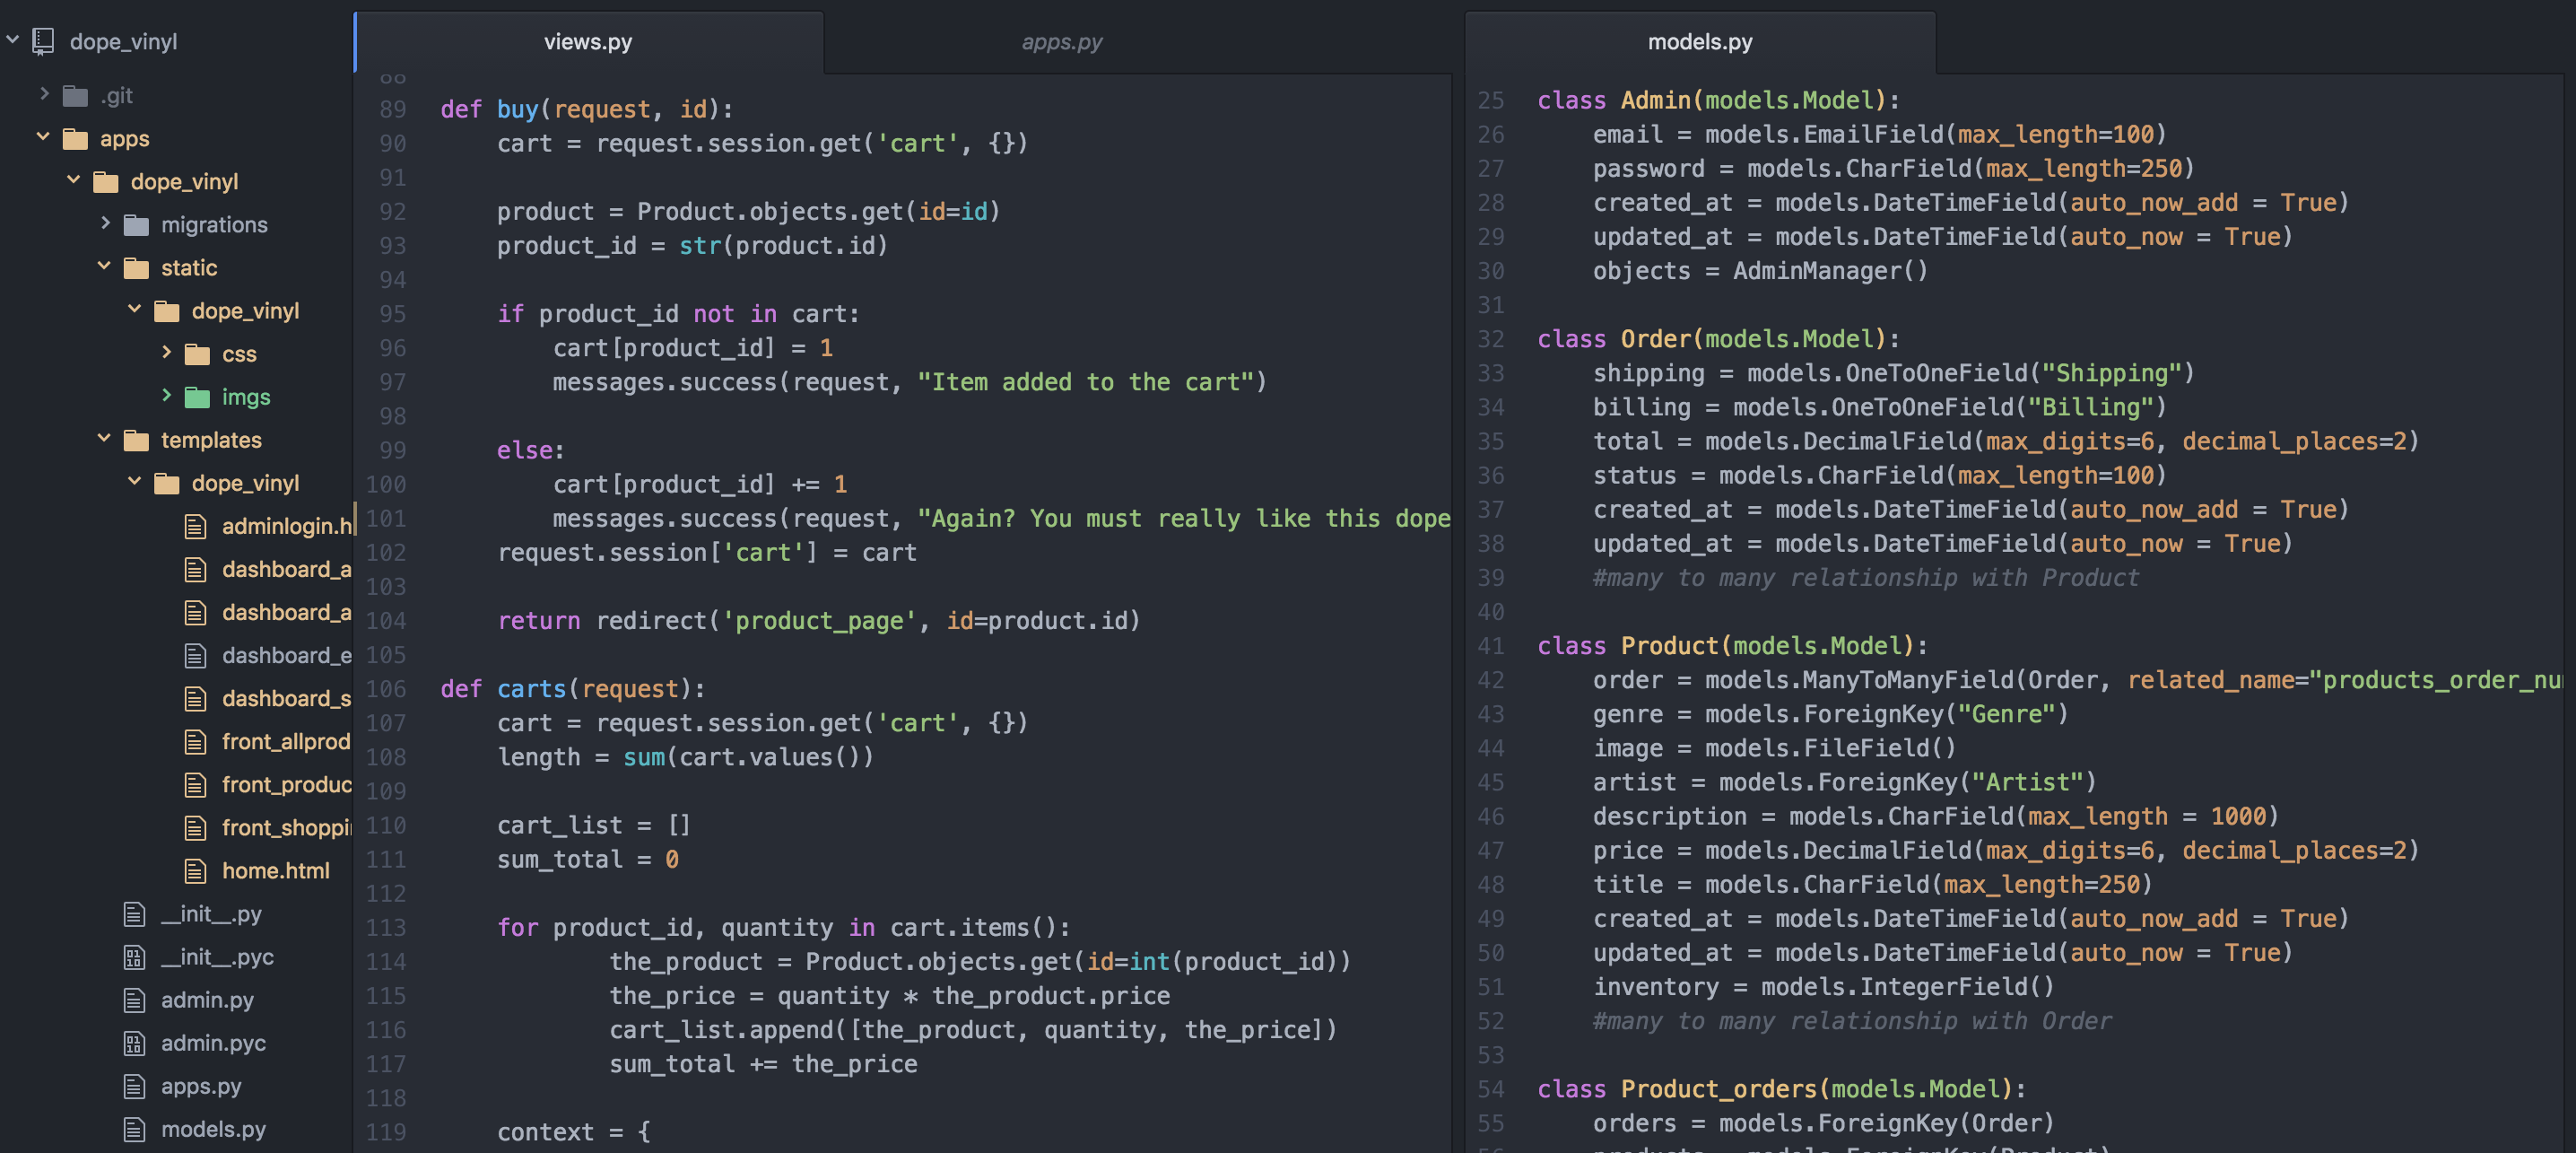 dope_vinyl
.git
apps
dope_vinyl
migrations
static
dope_vinyl
css
imgs
templates
dope_vinyl
adminlogin.h
dashboard_a
dashboard_a
dashboard_e
dashboard_s
front_allprod
front_produc
front_shoppi
home.html
__init__.py
__init__.pyc
admin.py
admin.pyc
apps.py
models.py
views.py
apps.py
88
89 def buy(request, id):
90 cart = request.session.get('cart', {})
91
92 product = Product.objects.get(id=id)
93 product_id = str(product.id)
94
95 if product_id not in cart:
96 cart[product_id] = 1
97 messages.success(request, "Item added to the cart")
98
99 else:
100 cart[product_id] += 1
101 messages.success(request, "Again? You must really like this dope
102 request.session['cart'] = cart
103
104 return redirect('product_page', id=product.id)
105
106 def carts(request):
107 cart = request.session.get('cart', {})
108 length = sum(cart.values())
109
110 cart_list = []
111 sum_total = 0
112
113 for product_id, quantity in cart.items():
114 the_product = Product.objects.get(id=int(product_id))
115 the_price = quantity * the_product.price
116 cart_list.append([the_product, quantity, the_price])
117 sum_total += the_price
118
119 context = {
models.py
25 class Admin(models.Model):
26 email = models.EmailField(max_length=100)
27 password = models.CharField(max_length=250)
28 created_at = models.DateTimeField(auto_now_add = True)
29 updated_at = models.DateTimeField(auto_now = True)
30 objects = AdminManager()
31
32 class Order(models.Model):
33 shipping = models.OneToOneField("Shipping")
34 billing = models.OneToOneField("Billing")
35 total = models.DecimalField(max_digits=6, decimal_places=2)
36 status = models.CharField(max_length=100)
37 created_at = models.DateTimeField(auto_now_add = True)
38 updated_at = models.DateTimeField(auto_now = True)
39 #many to many relationship with Product
40
41 class Product(models.Model):
42 order = models.ManyToManyField(Order, related_name="products_order_nu
43 genre = models.ForeignKey("Genre")
44 image = models.FileField()
45 artist = models.ForeignKey("Artist")
46 description = models.CharField(max_length = 1000)
47 price = models.DecimalField(max_digits=6, decimal_places=2)
48 title = models.CharField(max_length=250)
49 created_at = models.DateTimeField(auto_now_add = True)
50 updated_at = models.DateTimeField(auto_now = True)
51 inventory = models.IntegerField()
52 #many to many relationship with Order
53
54 class Product_orders(models.Model):
55 orders = models.ForeignKey(Order)
56 products = models.ForeignKey(Product)